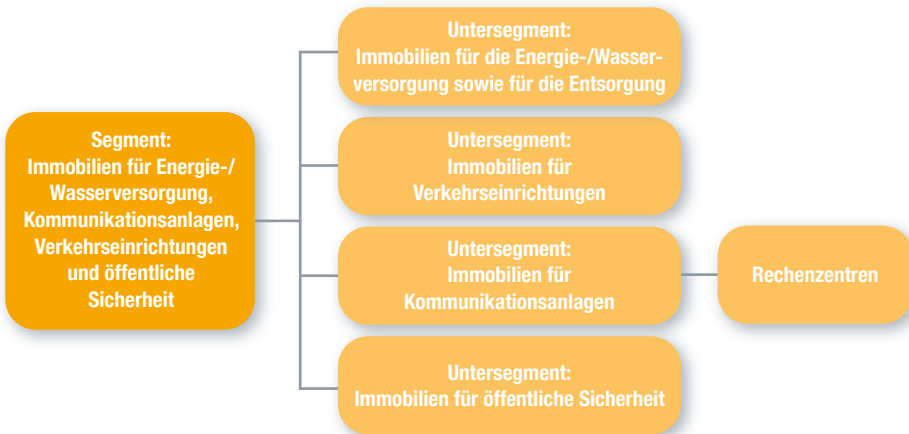 Segment:
Immobilien für Energie-/
Wasserversorgung,
Kommunikationsanlagen,
Verkehrseinrichtungen
und öffentliche
Sicherheit
Untersegment:
Immobilien für die Energie-/Wasser-
versorgung sowie für die Entsorgung
Untersegment:
Immobilien für
Verkehrseinrichtungen
Untersegment:
Immobilien für
Kommunikationsanlagen
Rechenzentren
Untersegment:
Immobilien für öffentliche Sicherheit